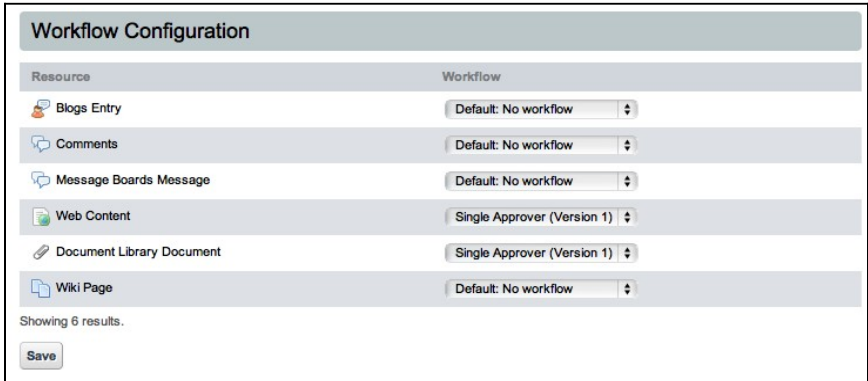 Workflow Configuration
Resource Workflow
Blogs Entry Default: No workflow
Comments Default: No workflow
Message Boards Message Default: No workflow
Web Content Single Approver (Version 1)
Document Library Document Single Approver (Version 1)
Wiki Page Default: No workflow
Showing 6 results.
Save